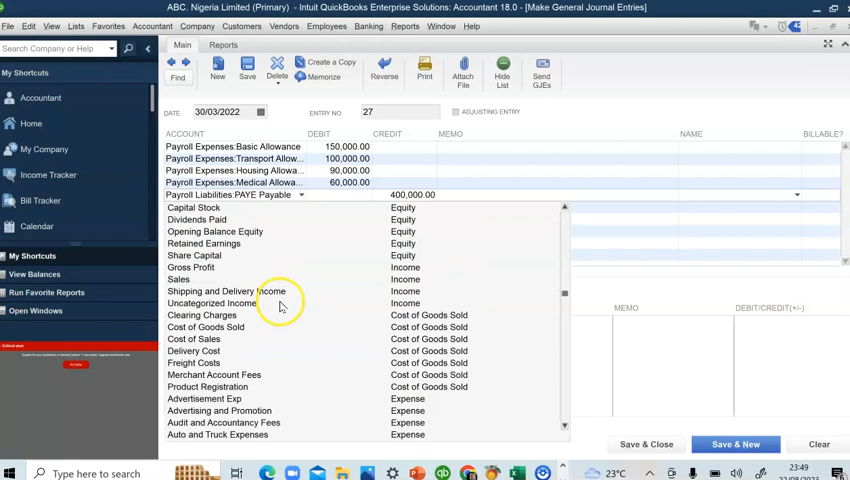 ABC. Nigeria Limited (Primary) - Intuit QuickBooks Enterprise Solutions: Accountant 18.0 - [Make General Journal Entries]
File Edit View Lists Favorites Accountant Company Customers Vendors Employees Banking Reports Window Help 42
Search Company or Help
Main Reports
My Shortcuts
Accountant
Home
My Company
Income Tracker
Bill Tracker
Calendar
My Shortcuts
View Balances
Run Favorite Reports
Open Windows
Critical alert
Find
New
Save
Delete
Create a Copy
Memorize
Reverse
Print
Attach File
Hide List
Send GJEs
DATE 30/03/2022 ENTRY NO. 27 ADJUSTING ENTRY
ACCOUNT DEBIT CREDIT MEMO NAME BILLABLE?
Payroll Expenses:Basic Allowance 150,000.00
Payroll Expenses:Transport Allow... 100,000.00
Payroll Expenses:Housing Allowa... 90,000.00
Payroll Expenses:Medical Allowa... 60,000.00
Payroll Liabilities:PAYE Payable 400,000.00
Capital Stock Equity
Dividends Paid Equity
Opening Balance Equity Equity
Retained Earnings Equity
Share Capital Equity
Gross Profit Income
Sales Income
Shipping and Delivery Income Income
Uncategorized Income Income
Clearing Charges Cost of Goods Sold
Cost of Goods Sold Cost of Goods Sold
Cost of Sales Cost of Goods Sold
Delivery Cost Cost of Goods Sold
Freight Costs Cost of Goods Sold
Merchant Account Fees Cost of Goods Sold
Product Registration Cost of Goods Sold
Advertisement Exp Expense
Advertising and Promotion Expense
Audit and Accountancy Fees Expense
Auto and Truck Expenses Expense
MEMO DEBIT/CREDIT(+/-)
Save & Close Save & New Clear
Type here to search
23°C
23:49
22/08/2023